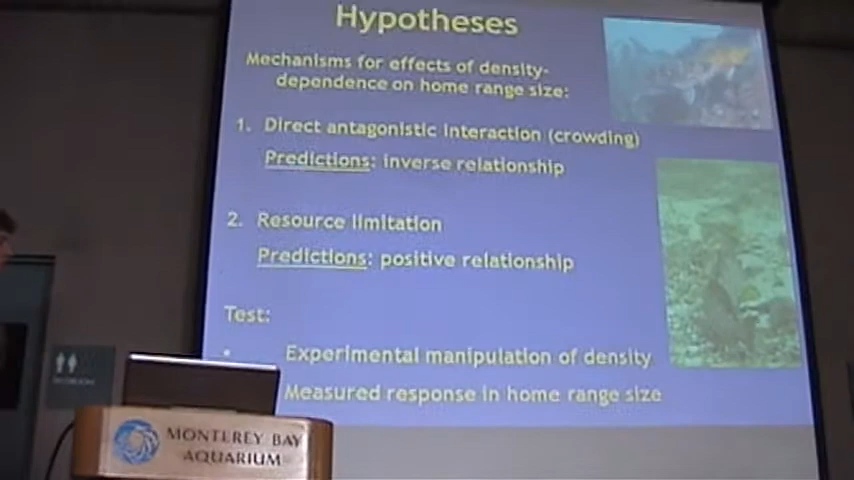 Hypotheses
Mechanisms for effects of density-
dependence on home range size:
1. Direct antagonistic interaction (crowding)
Predictions: inverse relationship
2. Resource limitation
Predictions: positive relationship
Test:
• Experimental manipulation of density
Measured response in home range size
MONTEREY BAY
AQUARIUM